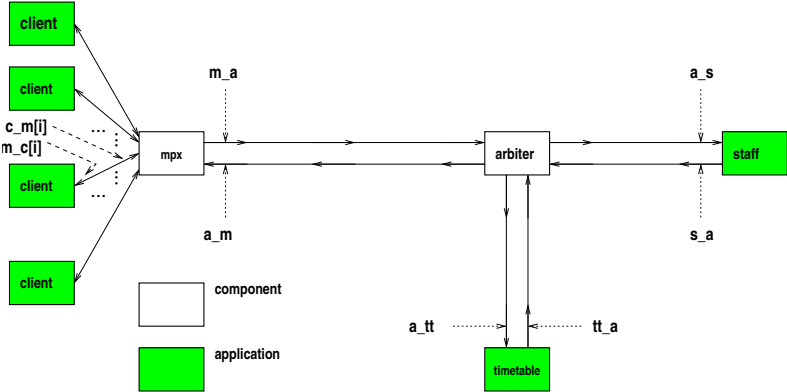 client
m_a
a_s
client
c_m[i]
...
m_c[i]
mpx
arbiter
staff
client
...
a_m
s_a
client
component
a_tt
tt_a
application
timetable